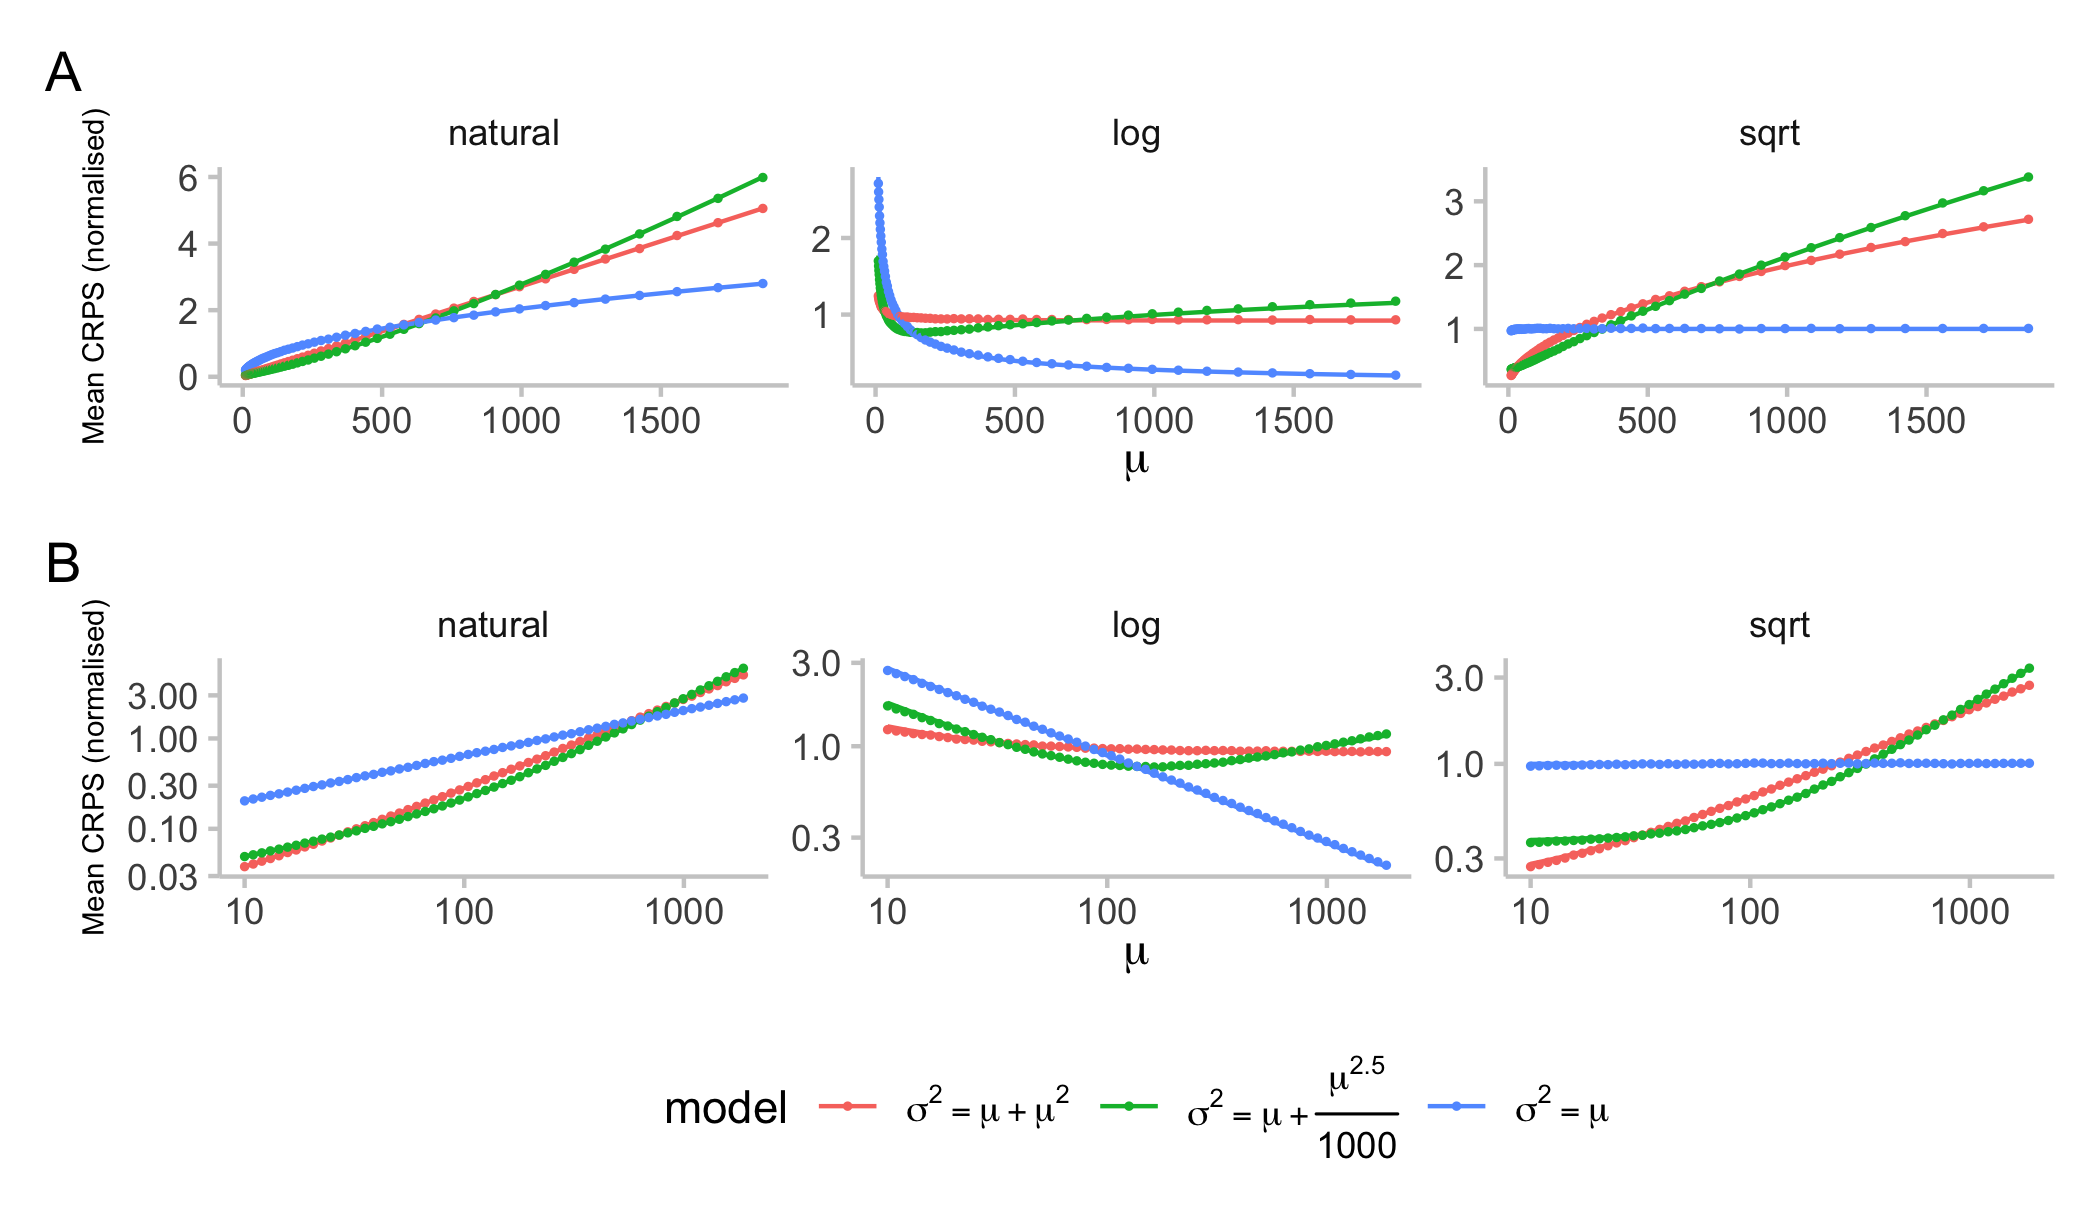 A
Mean CRPS (normalised)
natural
log
sqrt
6
4
2
0
2
1
3
2
1
0 500 1000 1500
0 500 1000 1500
0 500 1000 1500
μ
B
Mean CRPS (normalised)
natural
log
sqrt
3.00
1.00
0.30
0.10
0.03
3.0
1.0
0.3
3.0
1.0
0.3
10 100 1000
10 100 1000
10 100 1000
μ
model σ² = μ + μ² σ² = μ + μ^2.5/1000 σ² = μ